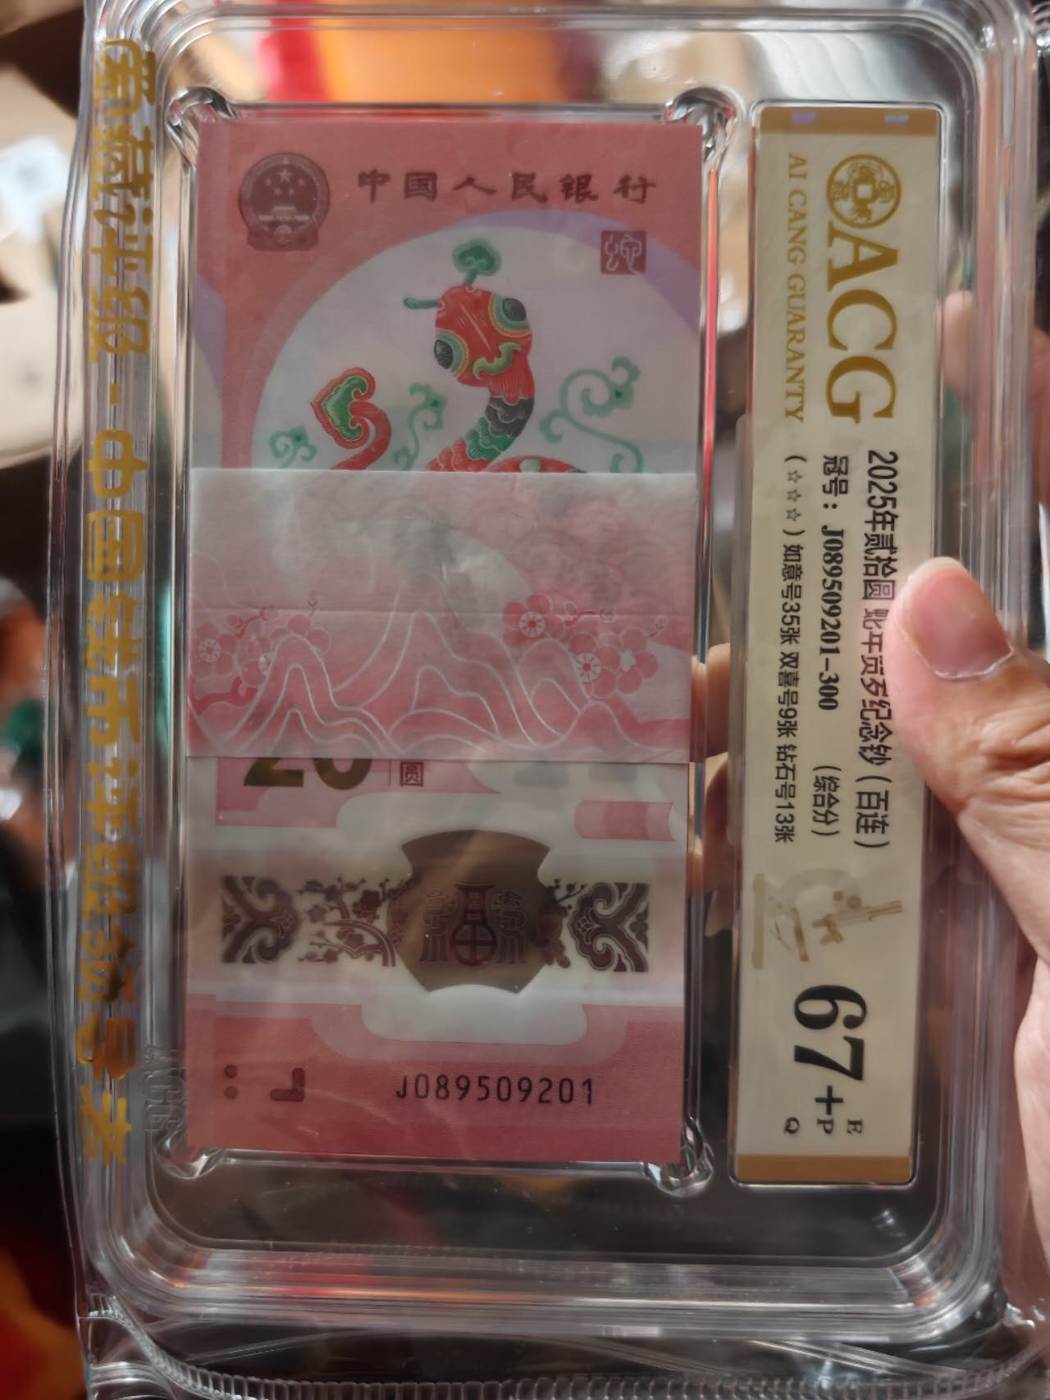 爱藏评级-中国钱币评级领导者
中国人民银行
20
圆
J089509201
ACG
AI CANG GUARANTY
2025年贰拾圆 蛇年贺岁纪念钞(百连)
冠号: J089509201-300 (综合分)
(☆☆☆)如意号35张 双喜号9张 钻石号13张
67+
E
P
Q